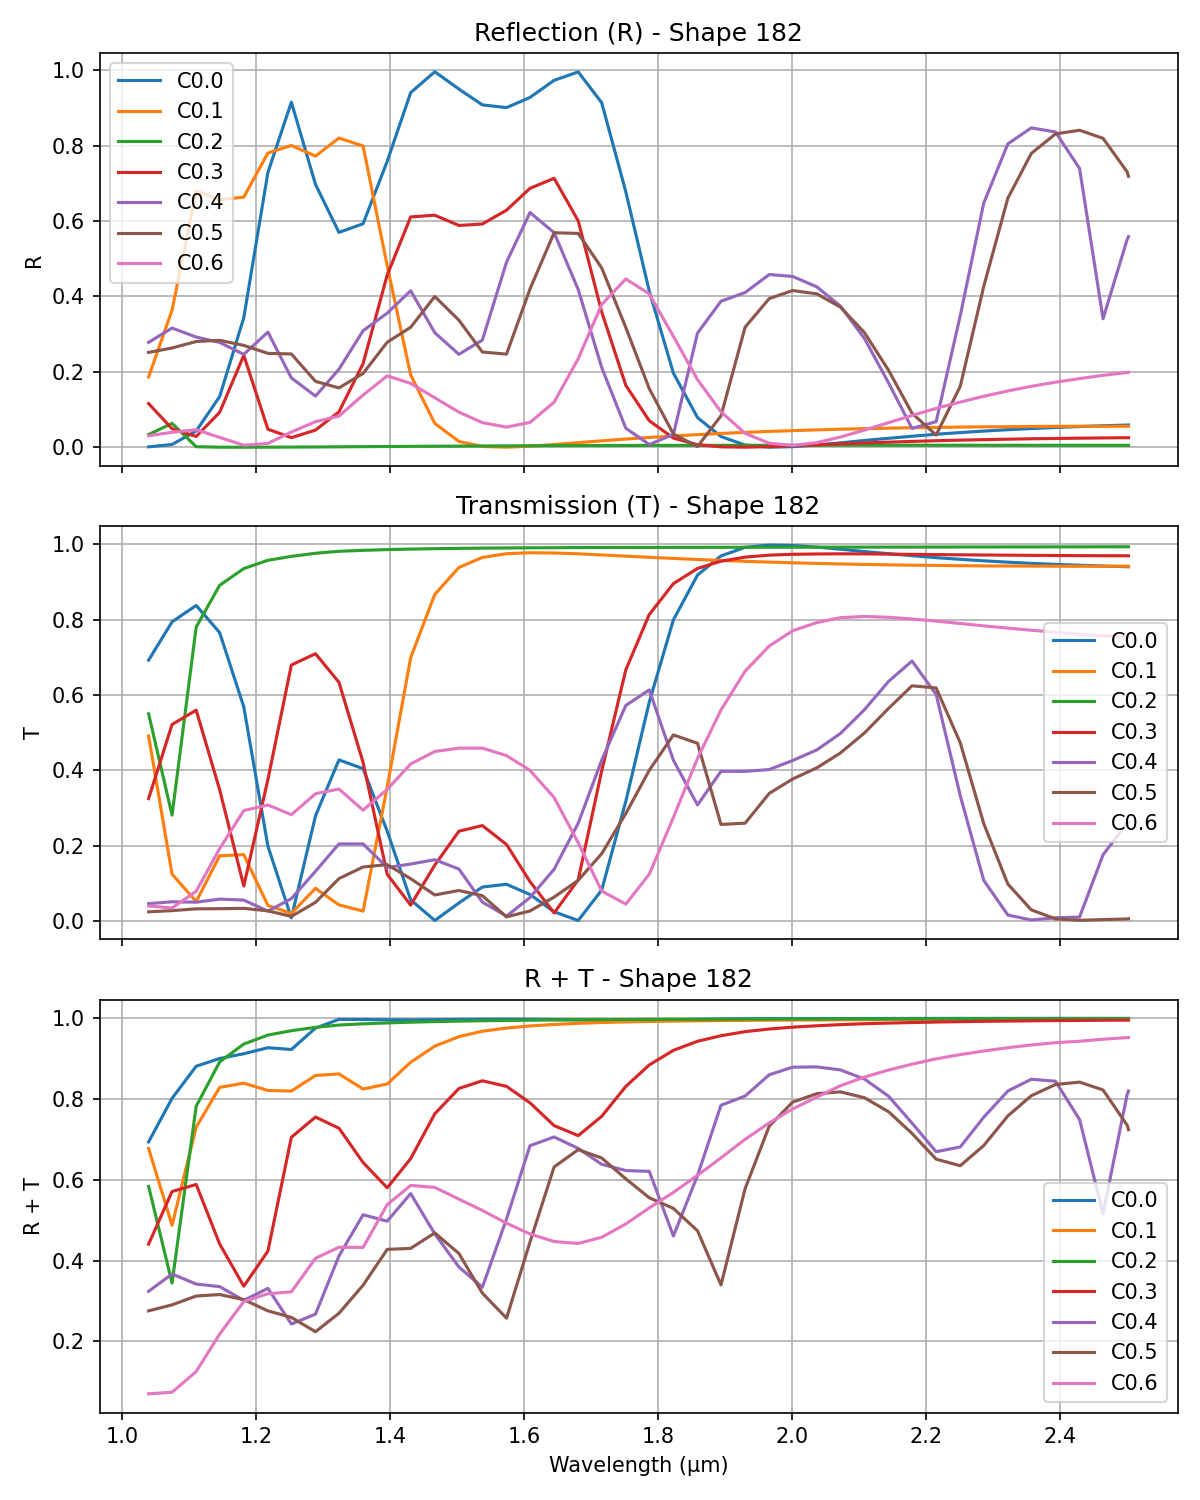 Reflection (R) - Shape 182
1.0
0.8
0.6
0.4
0.2
0.0
R
C0.0
C0.1
C0.2
C0.3
C0.4
C0.5
C0.6
Transmission (T) - Shape 182
1.0
0.8
0.6
0.4
0.2
0.0
T
C0.0
C0.1
C0.2
C0.3
C0.4
C0.5
C0.6
R + T - Shape 182
1.0
0.8
0.6
0.4
0.2
R + T
C0.0
C0.1
C0.2
C0.3
C0.4
C0.5
C0.6
1.0 1.2 1.4 1.6 1.8 2.0 2.2 2.4
Wavelength (μm)